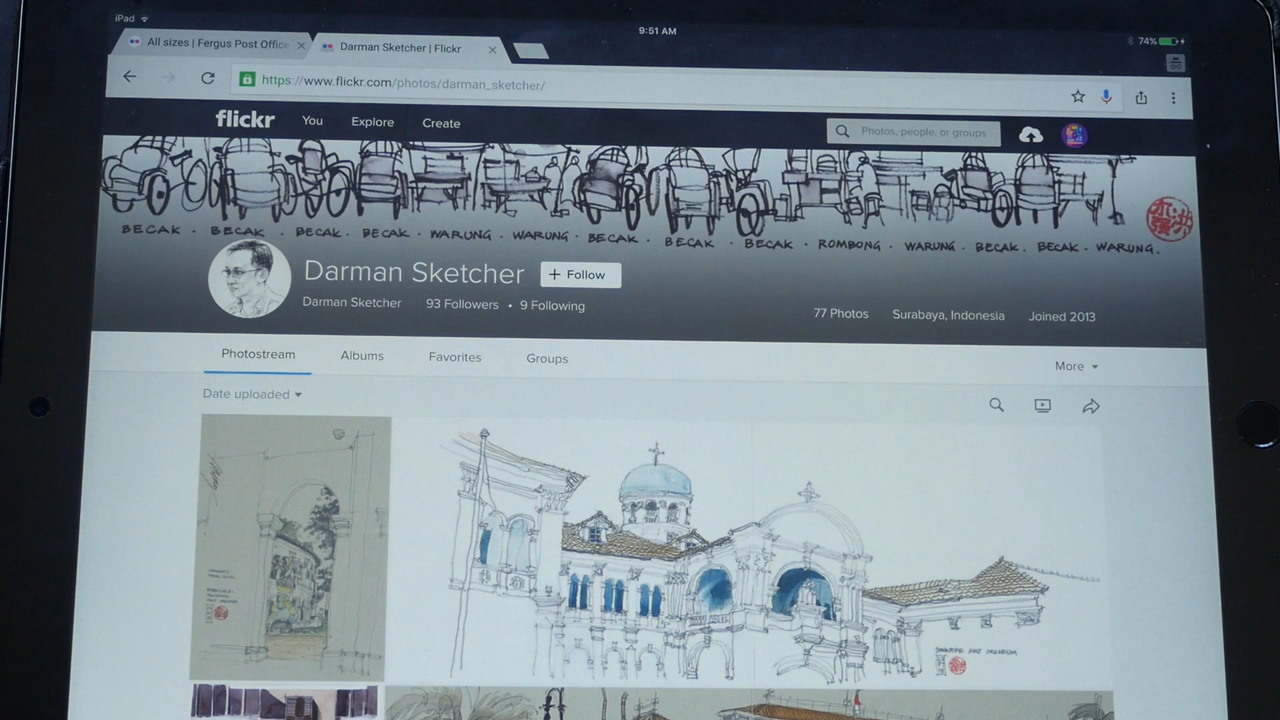 iPad
9:51 AM
74%
All sizes | Fergus Post Office
Darman Sketcher | Flickr
https://www.flickr.com/photos/darman_sketcher/
flickr You Explore Create
Photos, people, or groups
BECAK · BECAK · BECAK · BECAK · WARUNG · WARUNG · BECAK · BECAK · BECAK · ROMBONG · WARUNG · BECAK · BECAK · WARUNG.
Darman Sketcher
+ Follow
Darman Sketcher 93 Followers • 9 Following
77 Photos Surabaya, Indonesia Joined 2013
Photostream Albums Favorites Groups
More
Date uploaded
SINGAPORE ART MUSEUM